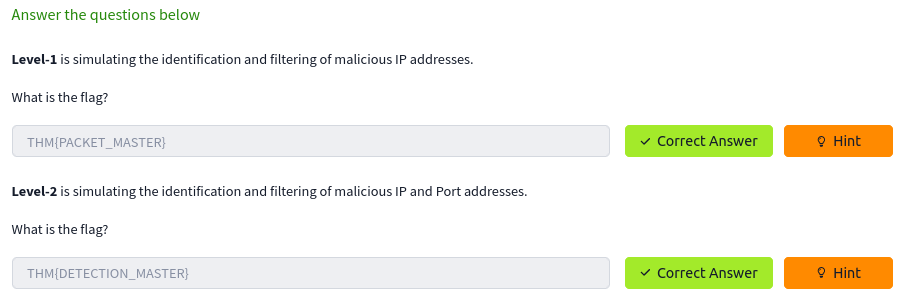 Answer the questions below
Level-1 is simulating the identification and filtering of malicious IP addresses.
What is the flag?
THM{PACKET_MASTER}
Correct Answer
Hint
Level-2 is simulating the identification and filtering of malicious IP and Port addresses.
What is the flag?
THM{DETECTION_MASTER}
Correct Answer
Hint